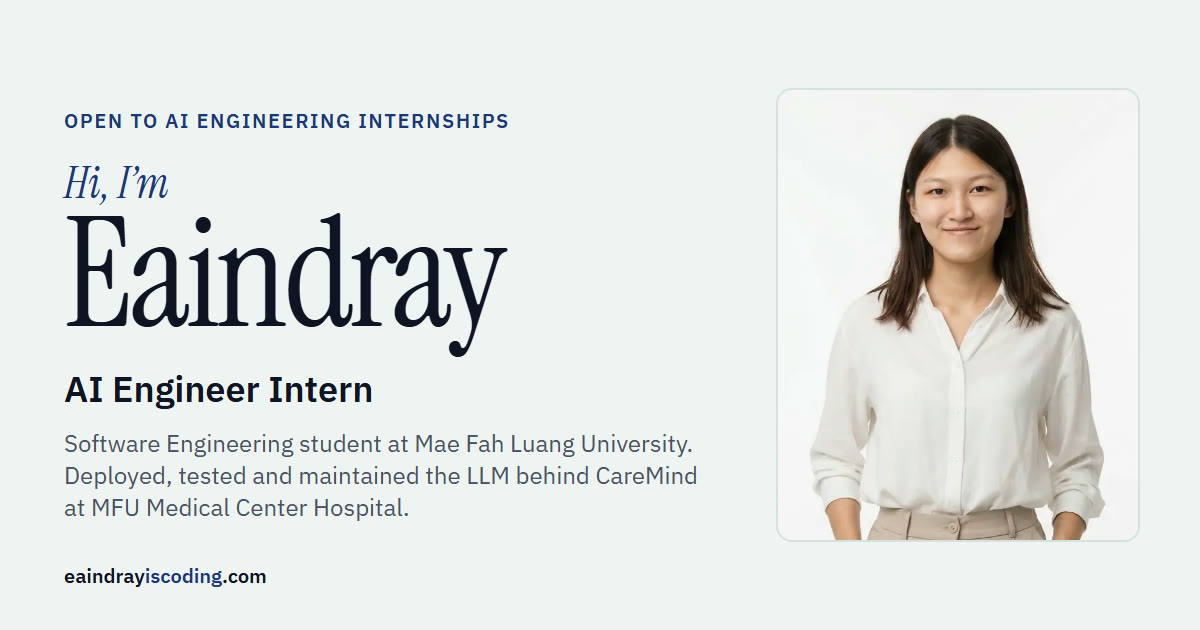 OPEN TO AI ENGINEERING INTERNSHIPS
Hi, I’m
Eaindray
AI Engineer Intern
Software Engineering student at Mae Fah Luang University.
Deployed, tested and maintained the LLM behind CareMind
at MFU Medical Center Hospital.
eaindrayiscoding.com